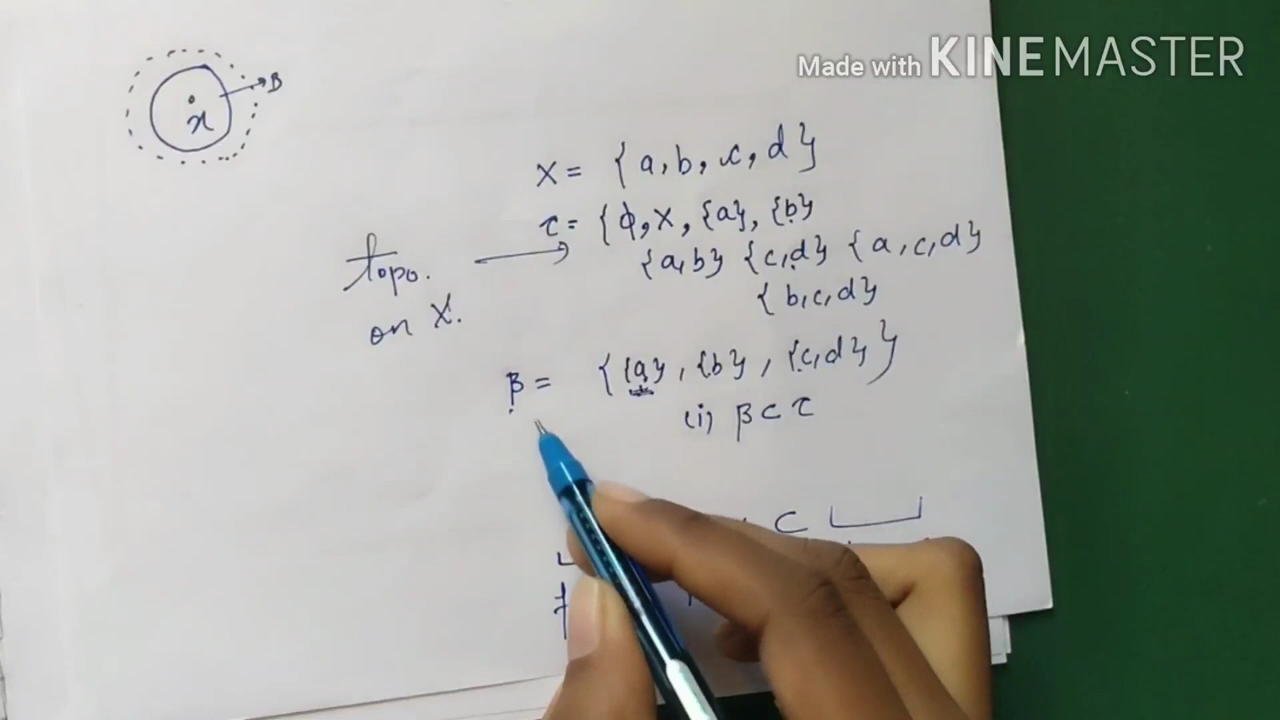 Made with KINEMASTER
B
x
X = { a, b, c, d }
τ = { ϕ, X, {a}, {b}
{a, b} {c, d} {a, c, d}
{ b, c, d }
topo.
on X.
β = { {a}, {b}, {c, d} }
(i) β ⊂ τ
⊂